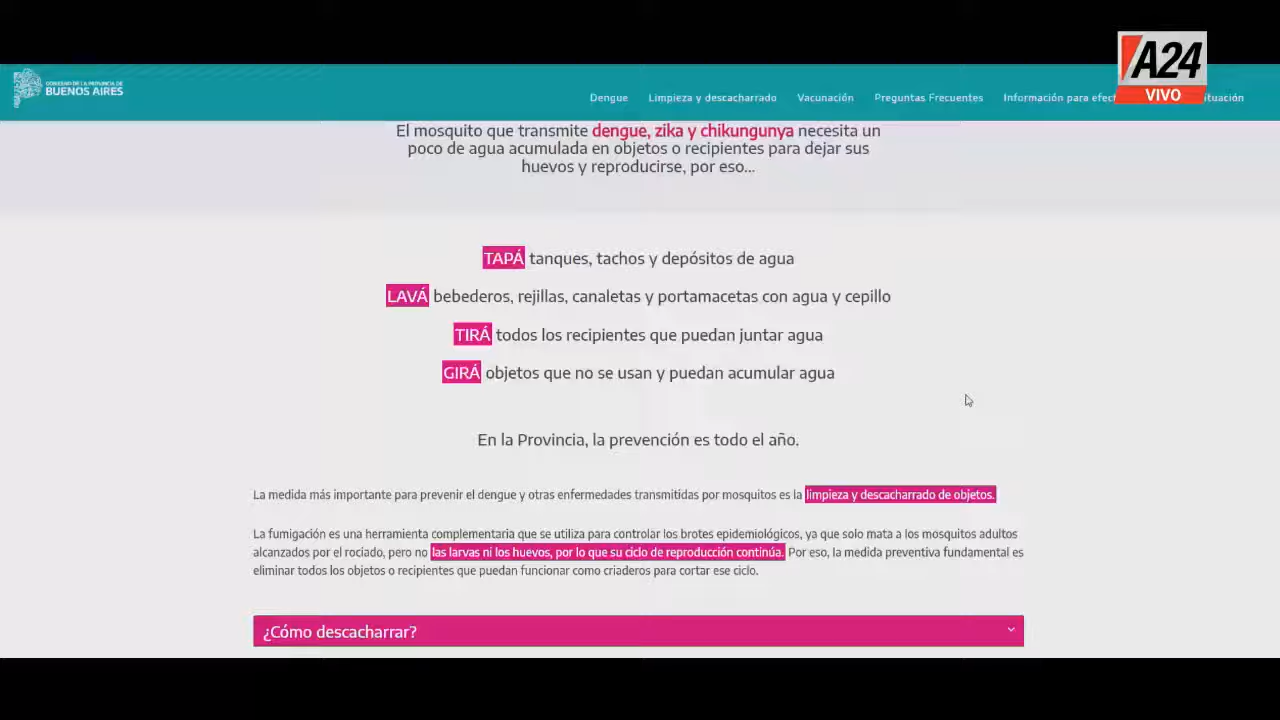 A24
VIVO
GOBIERNO DE LA PROVINCIA DE
BUENOS AIRES
Dengue Limpieza y descacharrado Vacunación Preguntas Frecuentes Información para
El mosquito que transmite dengue, zika y chikungunya necesita un
poco de agua acumulada en objetos o recipientes para dejar sus
huevos y reproducirse, por eso...
TAPÁ tanques, tachos y depósitos de agua
LAVÁ bebederos, rejillas, canaletas y portamacetas con agua y cepillo
TIRÁ todos los recipientes que puedan juntar agua
GIRÁ objetos que no se usan y puedan acumular agua
En la Provincia, la prevención es todo el año.
La medida más importante para prevenir el dengue y otras enfermedades transmitidas por mosquitos es la limpieza y descacharrado de objetos.
La fumigación es una herramienta complementaria que se utiliza para controlar los brotes epidemiológicos, ya que solo mata a los mosquitos adultos
alcanzados por el rociado, pero no las larvas ni los huevos, por lo que su ciclo de reproducción continúa. Por eso, la medida preventiva fundamental es
eliminar todos los objetos o recipientes que puedan funcionar como criaderos para cortar ese ciclo.
¿Cómo descacharrar?